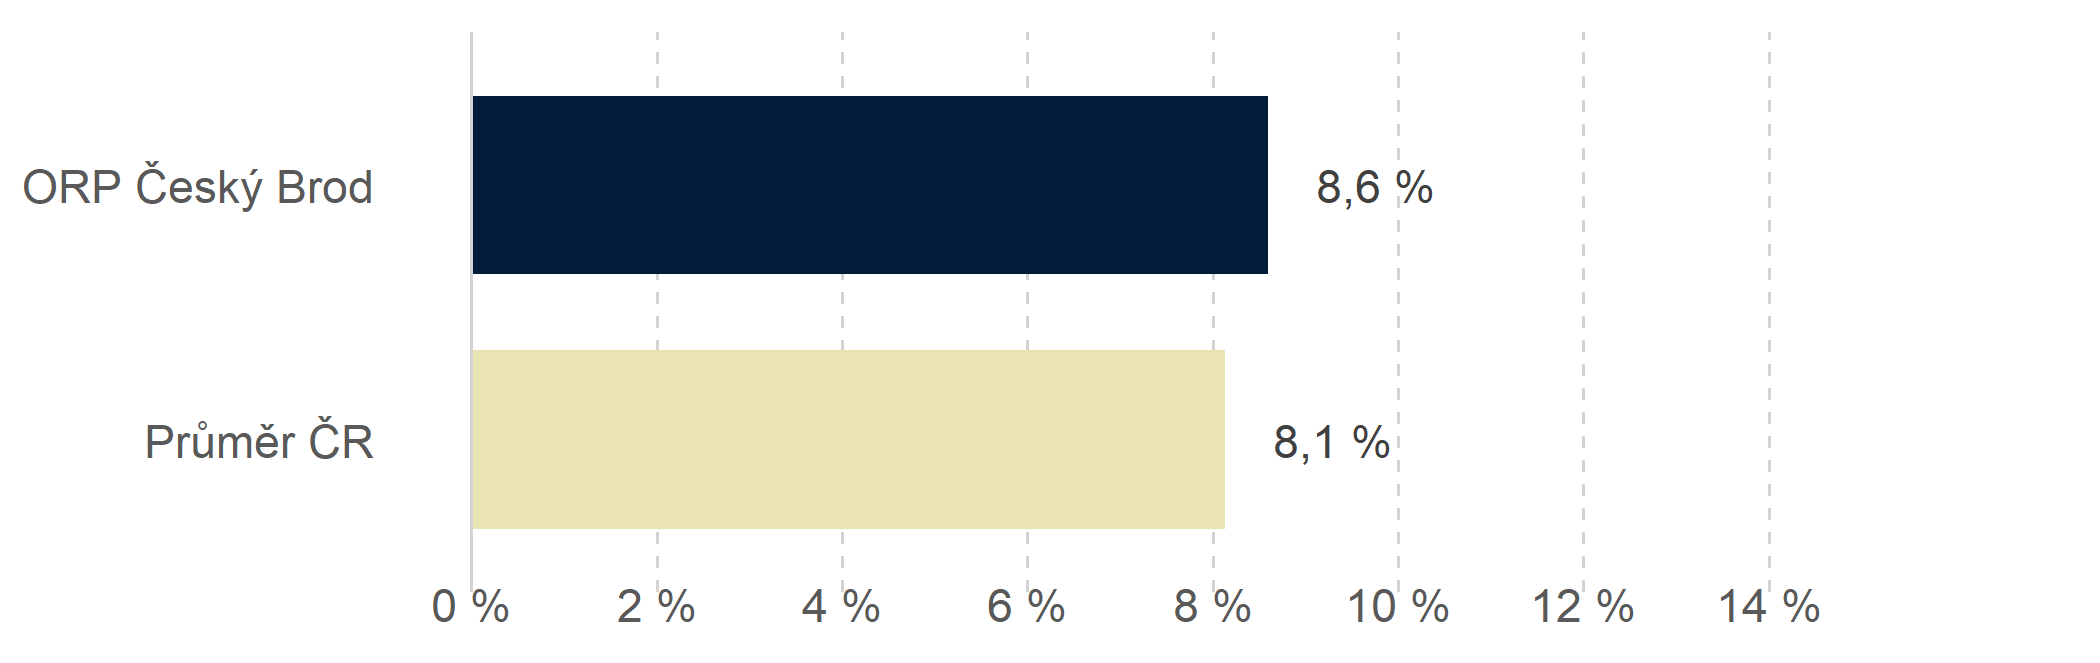 ORP Český Brod
8,6 %
Průměr ČR
8,1 %
0 % 2 % 4 % 6 % 8 % 10 % 12 % 14 %